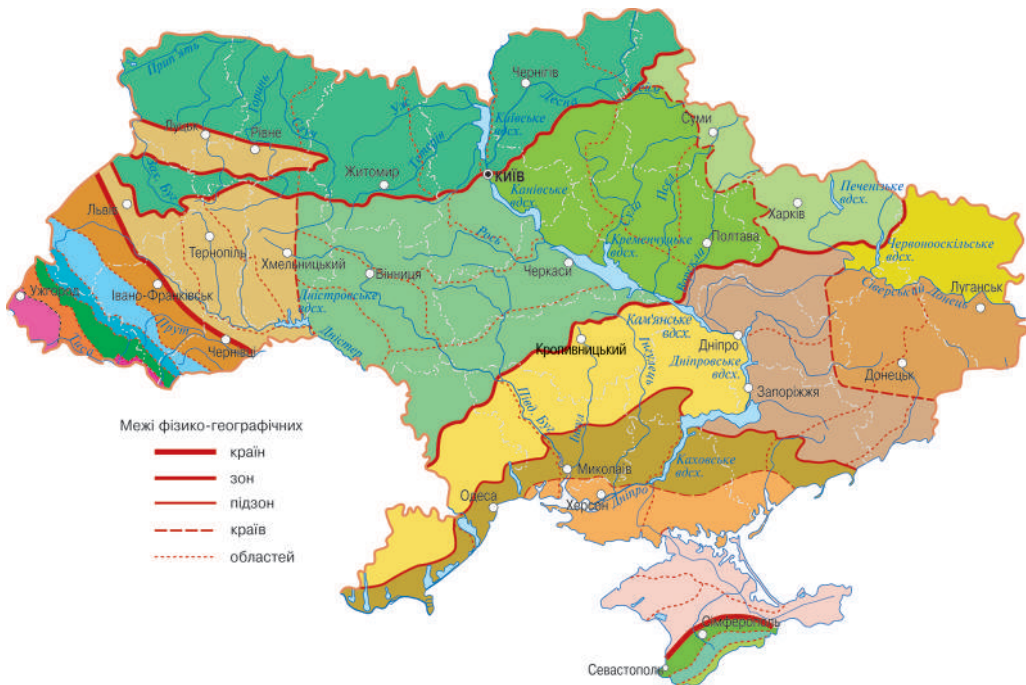 Прип'ять
Горинь
Случ
Луцьк
Рівне
Уж
Тетерів
Київське
вдсх.
Чернігів
Десна
Сейм
Суми
Житомир
КИЇВ
Зах. Буг
Львів
Канівське
вдсх.
Сула
Псел
Печенізьке
вдсх.
Харків
Тернопіль
Хмельницький
Рось
Вінниця
Черкаси
Кременчуцьке
вдсх.
Полтава
Ворскла
Червонооскільське
вдсх.
Луганськ
Сіверський Донець
Ужгород
Івано-Франківськ
Дністровське
вдсх.
Прут
Тиса
Чернівці
Дністер
Кам'янське
вдсх.
Кропивницький
Інгулець
Дніпро
Дніпровське
вдсх.
Запоріжжя
Донецьк
Півд. Буг
Інгул
Миколаїв
Каховське
вдсх.
Одеса
Херсон
Дніпро
Сімферополь
Севастополь
Межі фізико-географічних
країн
зон
підзон
країв
областей